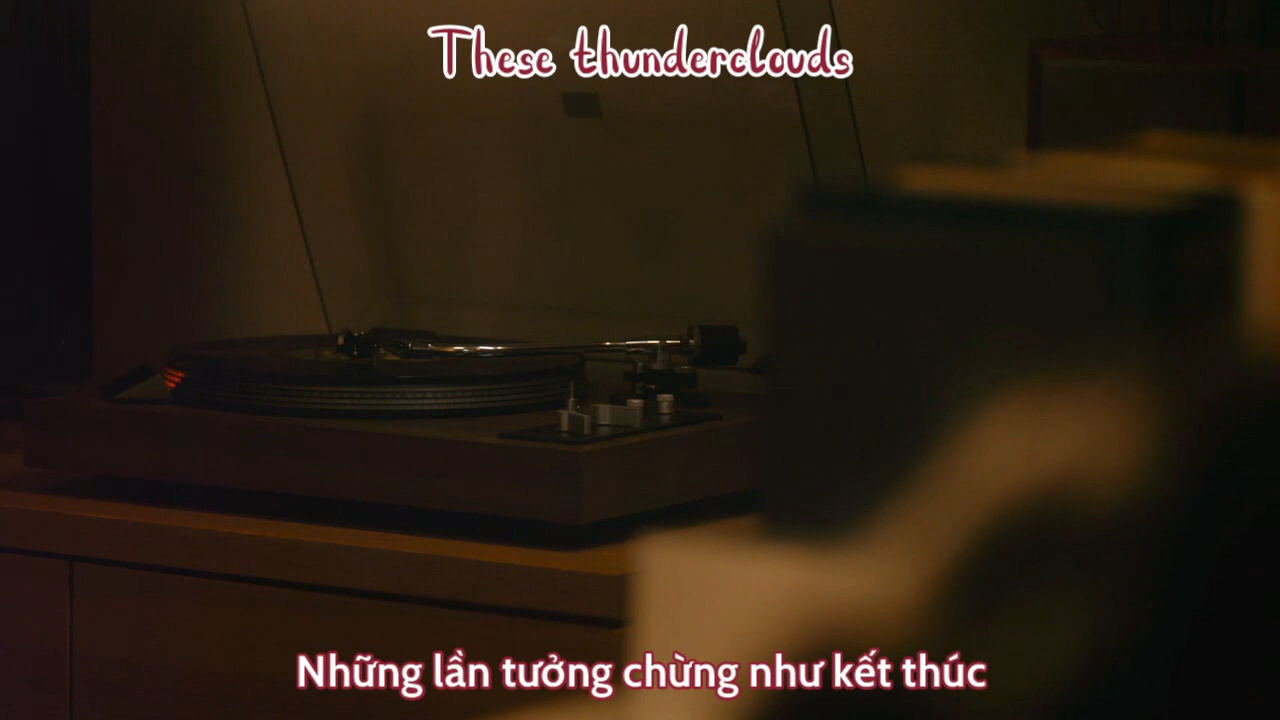 These thunderclouds
Những lần tưởng chừng như kết thúc